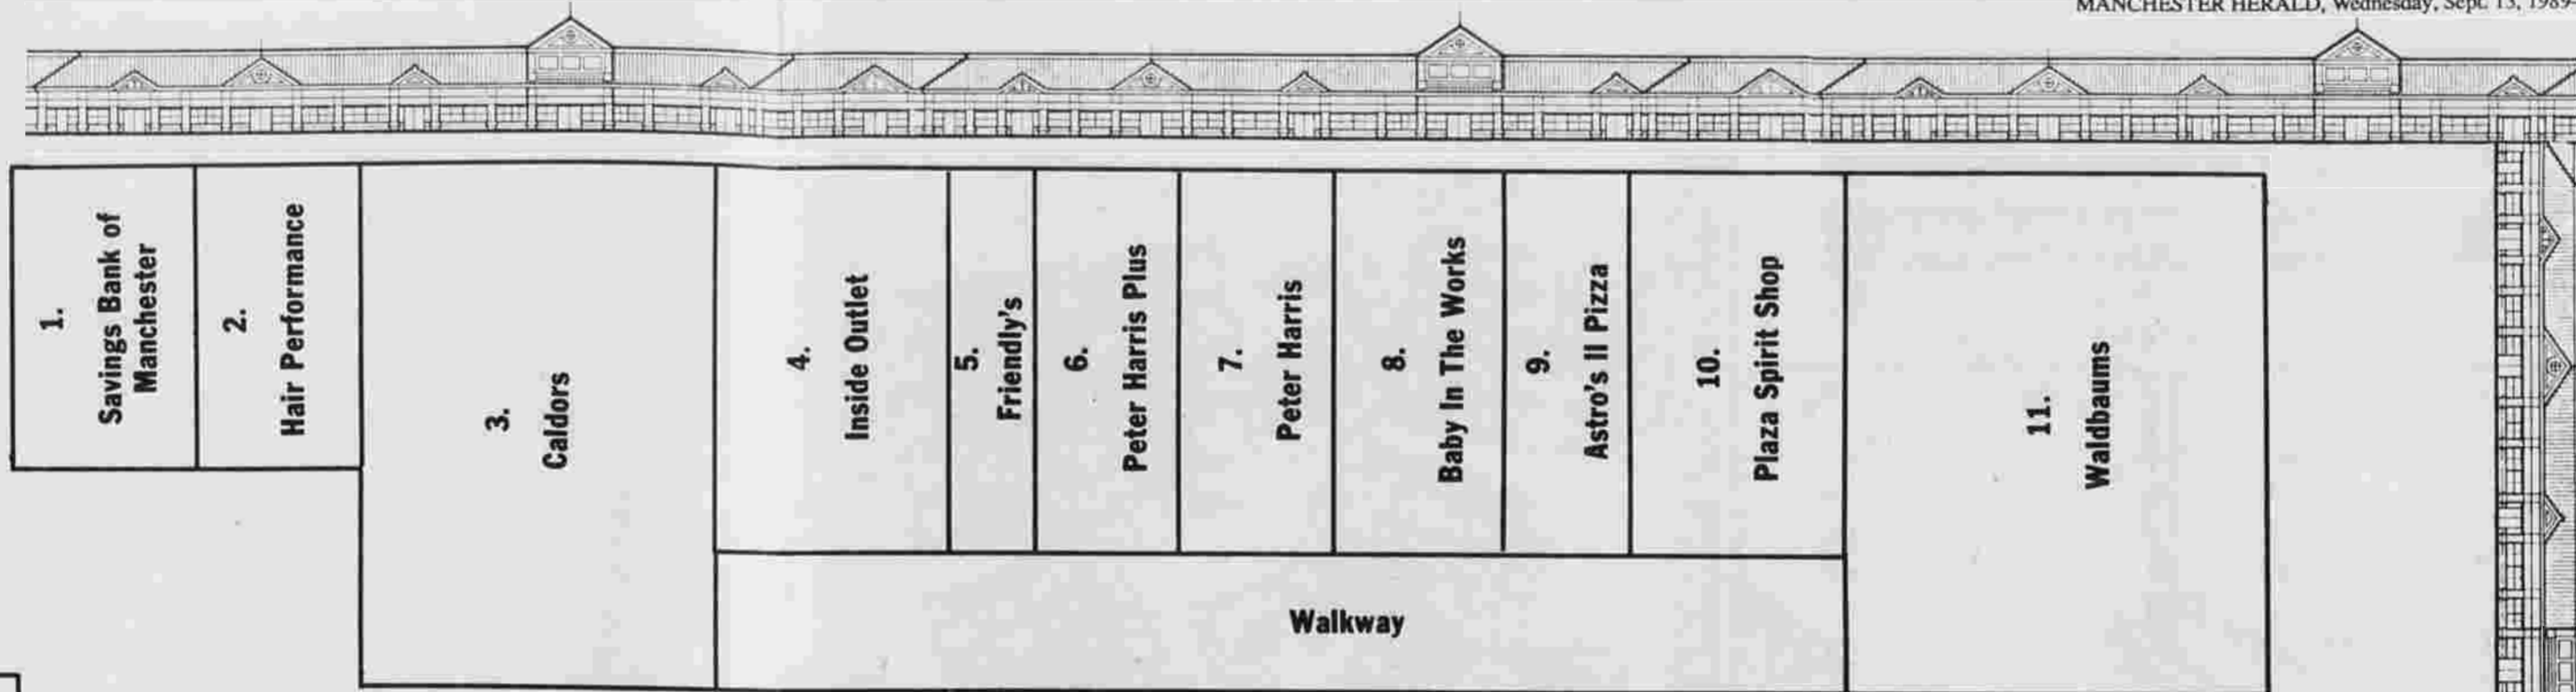 MANCHESTER HERALD, Wednesday, Sept. 13, 1989
1.
Savings Bank of
Manchester
2.
Hair Performance
3.
Caldors
4.
Inside Outlet
5.
Friendly's
6.
Peter Harris Plus
7.
Peter Harris
8.
Baby In The Works
9.
Astro's II Pizza
10.
Plaza Spirit Shop
11.
Waldbaums
Walkway